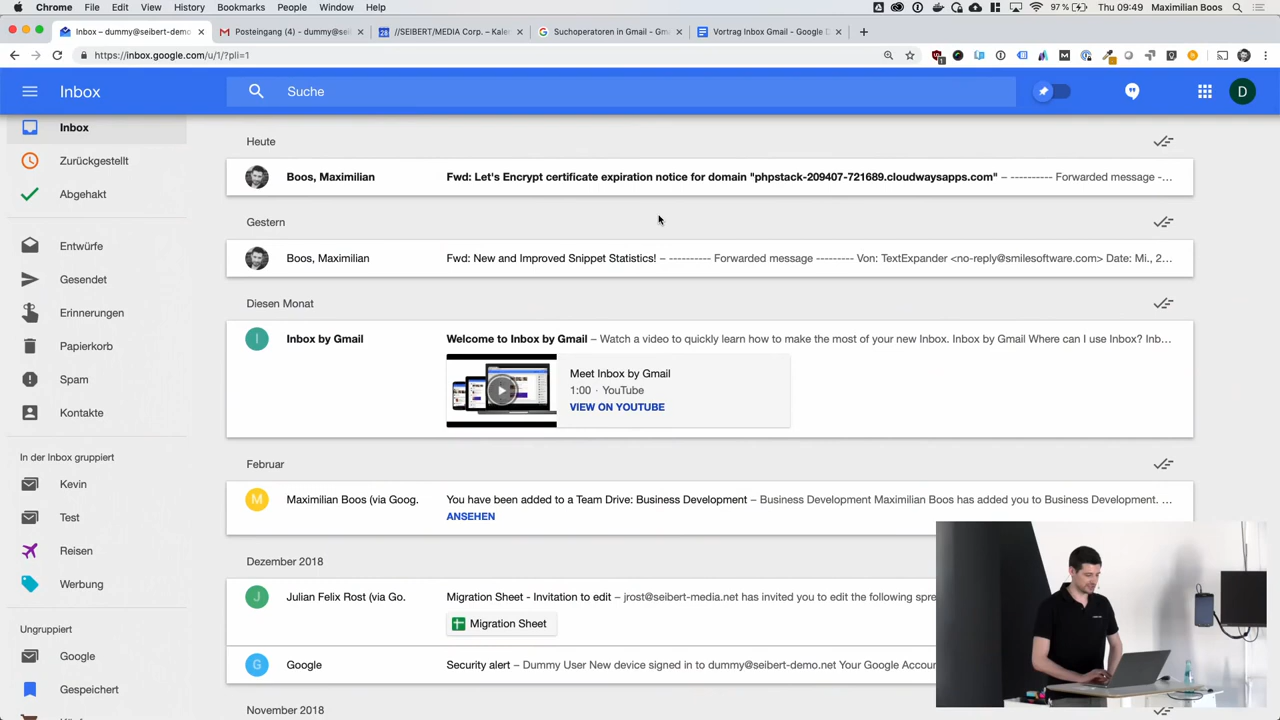 Chrome File Edit View History Bookmarks People Window Help
97 % Thu 09:49 Maximilian Boos
Inbox – dummy@seibert-demo
Posteingang (4) - dummy@sei
//SEIBERT/MEDIA Corp. – Kale
Suchoperatoren in Gmail - Gm
Vortrag Inbox Gmail - Google D
https://inbox.google.com/u/1/?pli=1
Inbox
Suche
D
Inbox
Zurückgestellt
Abgehakt
Entwürfe
Gesendet
Erinnerungen
Papierkorb
Spam
Kontakte
In der Inbox gruppiert
Kevin
Test
Reisen
Werbung
Ungruppiert
Google
Gespeichert
Heute
Boos, Maximilian Fwd: Let's Encrypt certificate expiration notice for domain "phpstack-209407-721689.cloudwaysapps.com" – ---------- Forwarded message -…
Gestern
Boos, Maximilian Fwd: New and Improved Snippet Statistics! – ---------- Forwarded message --------- Von: TextExpander <no-reply@smilesoftware.com> Date: Mi., 2…
Diesen Monat
I Inbox by Gmail Welcome to Inbox by Gmail – Watch a video to quickly learn how to make the most of your new Inbox. Inbox by Gmail Where can I use Inbox? Inb…
Meet Inbox by Gmail
1:00 · YouTube
VIEW ON YOUTUBE
Februar
M Maximilian Boos (via Goog. You have been added to a Team Drive: Business Development – Business Development Maximilian Boos has added you to Business Development. …
ANSEHEN
Dezember 2018
J Julian Felix Rost (via Go. Migration Sheet - Invitation to edit – jrost@seibert-media.net has invited you to edit the following spre
Migration Sheet
G Google Security alert – Dummy User New device signed in to dummy@seibert-demo.net Your Google Accou
November 2018